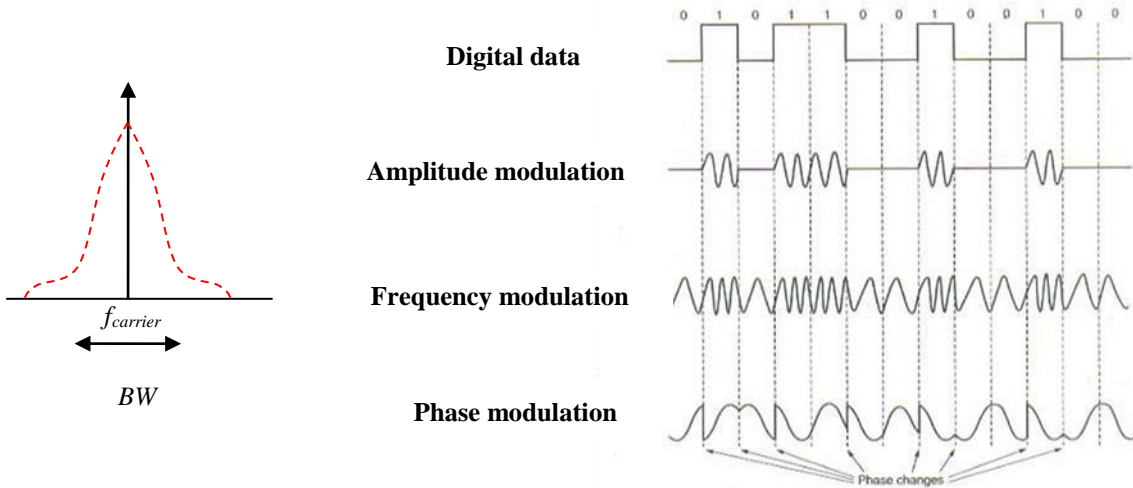 0 1 0 1 1 0 0 1 0 0 1 0 0
Digital data
Amplitude modulation
Frequency modulation
f carrier
BW
Phase modulation
Phase changes